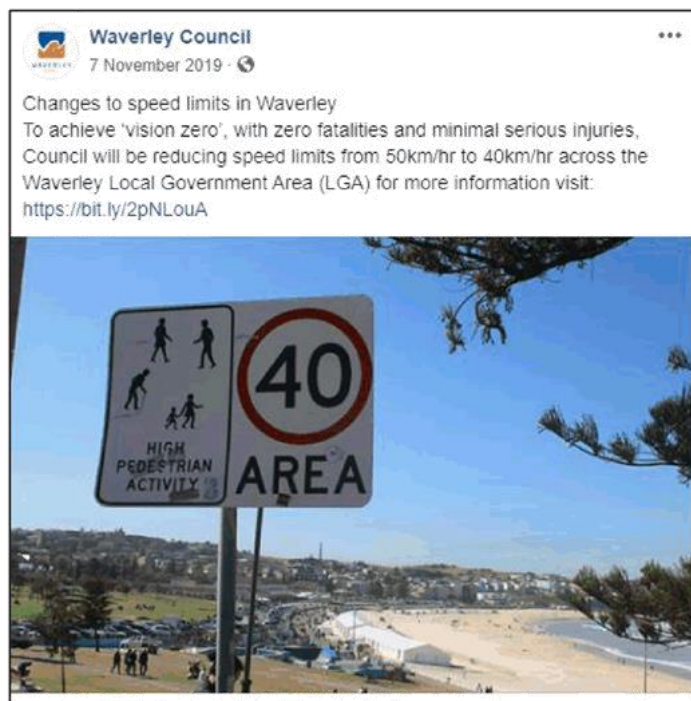 Waverley Council
7 November 2019
Changes to speed limits in Waverley
To achieve 'vision zero', with zero fatalities and minimal serious injuries,
Council will be reducing speed limits from 50km/hr to 40km/hr across the
Waverley Local Government Area (LGA) for more information visit:
https://bit.ly/2pNLouA
HIGH
PEDESTRIAN
ACTIVITY
40
AREA